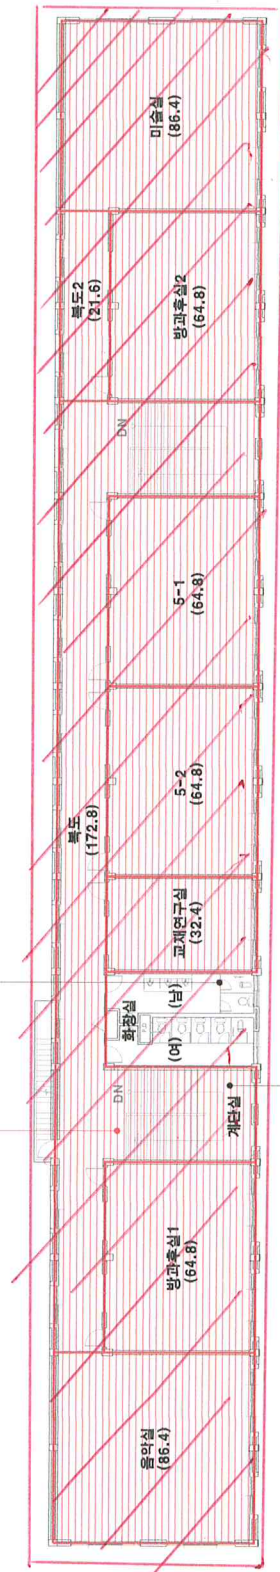 음악실
(86.4)
방과후실1
(64.8)
계단실
DN
화장실
(여)
(남)
교재연구실
(32.4)
복도
(172.8)
5-2
(64.8)
5-1
(64.8)
DN
복도2
(21.6)
방과후실2
(64.8)
미술실
(86.4)